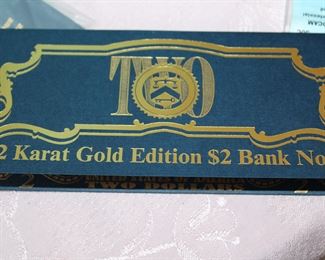 TWO
2 Karat Gold Edition $2 Bank No
TWO DOLLARS